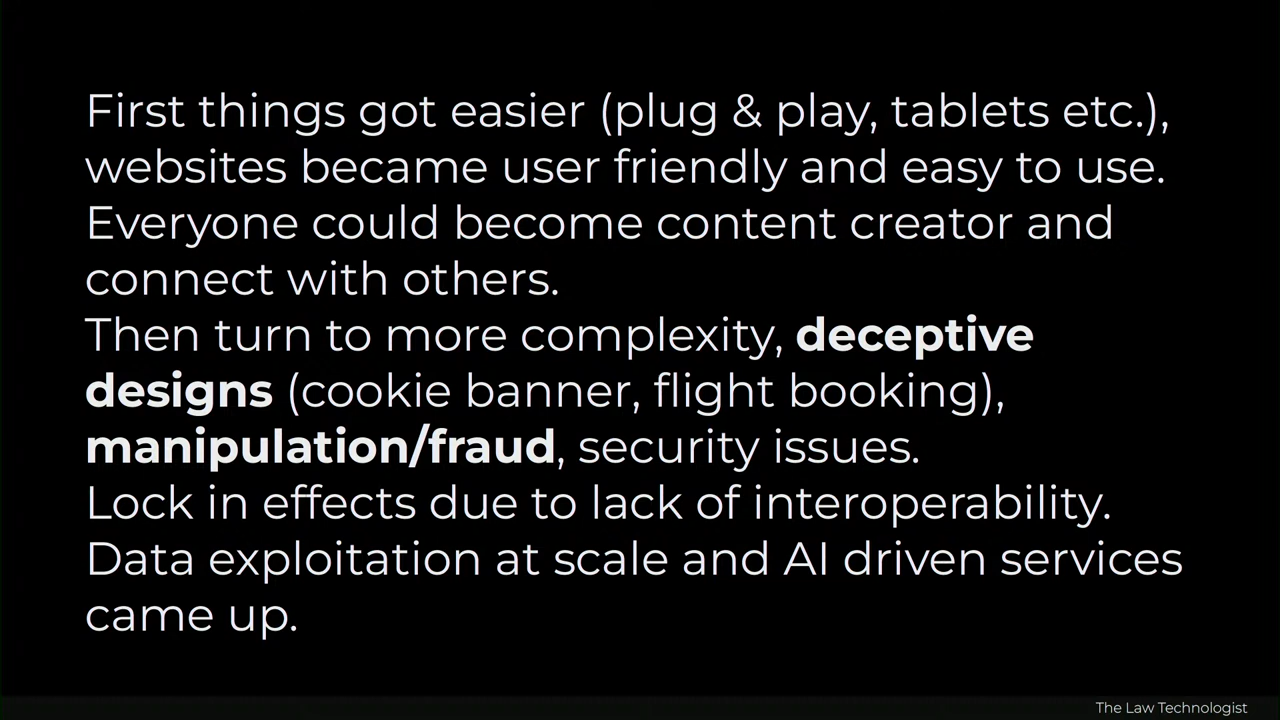 First things got easier (plug & play, tablets etc.),
websites became user friendly and easy to use.
Everyone could become content creator and
connect with others.
Then turn to more complexity, deceptive
designs (cookie banner, flight booking),
manipulation/fraud, security issues.
Lock in effects due to lack of interoperability.
Data exploitation at scale and AI driven services
came up.
The Law Technologist